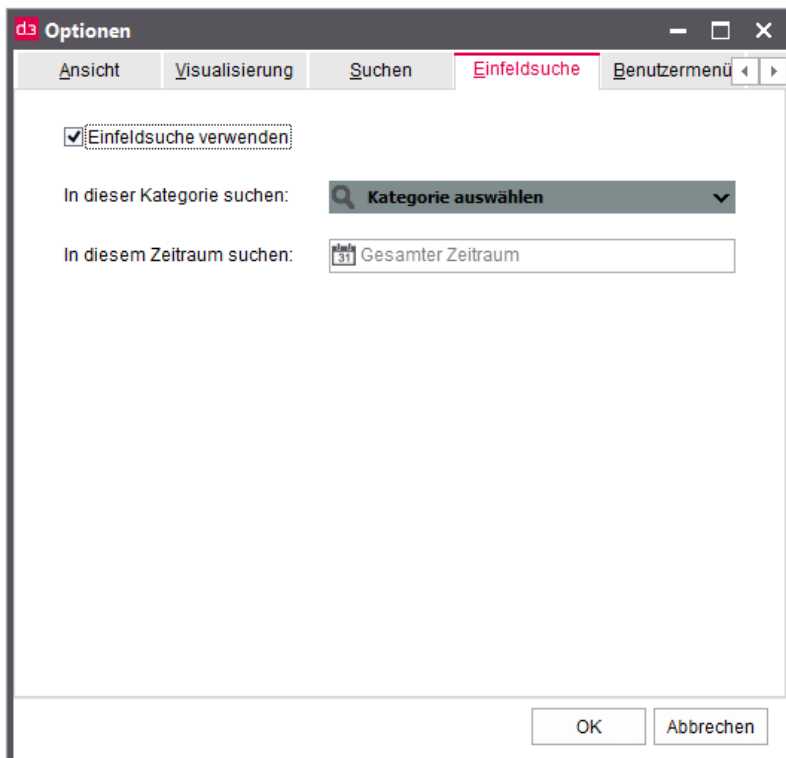 d3 Optionen
Ansicht Visualisierung Suchen Einfeldsuche Benutzermenü
Einfeldsuche verwenden
In dieser Kategorie suchen: Kategorie auswählen
In diesem Zeitraum suchen: 31 Gesamter Zeitraum
OK Abbrechen